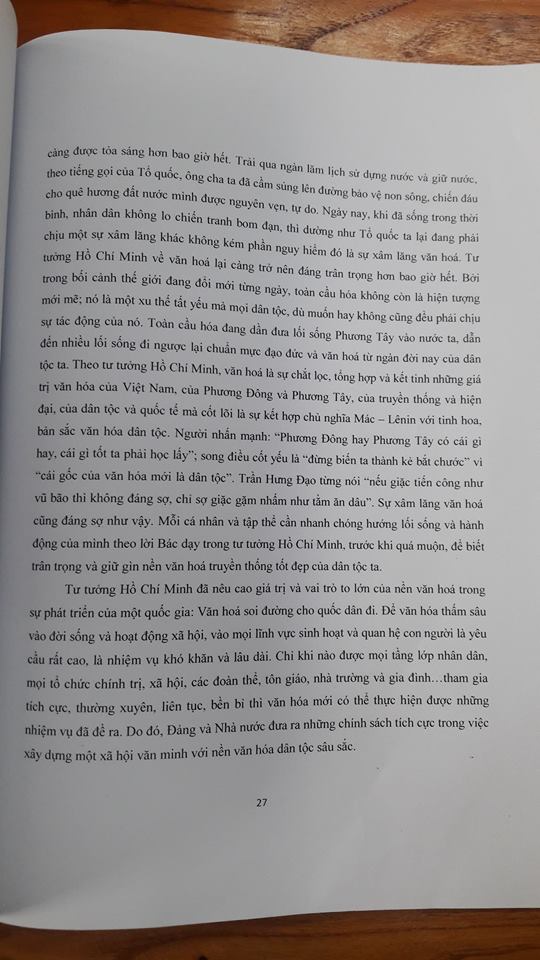 càng được tỏa sáng hơn bao giờ hết. Trải qua ngàn lăm lịch sử dựng nước và giữ nước,
theo tiếng gọi của Tổ quốc, ông cha ta đã cầm súng lên đường bảo vệ non sông, chiến đấu
cho quê hương đất nước mình được nguyên vẹn, tự do. Ngày nay, khi đã sống trong thời
bình, nhân dân không lo chiến tranh bom đạn, thì dường như Tổ quốc ta lại đang phải
chịu một sự xâm lăng khác không kém phần nguy hiểm đó là sự xâm lăng văn hoá. Tư
tưởng Hồ Chí Minh về văn hoá lại càng trở nên đáng trân trọng hơn bao giờ hết. Bởi
trong bối cảnh thế giới đang đổi mới từng ngày, toàn cầu hóa không còn là hiện tượng
mới mẽ; nó là một xu thế tất yếu mà mọi dân tộc, dù muốn hay không cũng đều phải chịu
sự tác động của nó. Toàn cầu hóa đang dần đưa lối sống Phương Tây vào nước ta, dẫn
đến nhiều lối sống đi ngược lại chuẩn mực đạo đức và văn hoá từ ngàn đời nay của dân
tộc ta. Theo tư tưởng Hồ Chí Minh, văn hoá là sự chắt lọc, tổng hợp và kết tinh những giá
trị văn hóa của Việt Nam, của Phương Đông và Phương Tây, của truyền thống và hiện
đại, của dân tộc và quốc tế mà cốt lõi là sự kết hợp chủ nghĩa Mác – Lênin với tinh hoa,
bản sắc văn hóa dân tộc. Người nhấn mạnh: “Phương Đông hay Phương Tây có cái gì
hay, cái gì tốt ta phải học lấy”; song điều cốt yếu là “đừng biến ta thành kẻ bắt chước” vì
“cái gốc của văn hóa mới là dân tộc”. Trần Hưng Đạo từng nói “nếu giặc tiến công như
vũ bão thì không đáng sợ, chỉ sợ giặc gặm nhấm như tằm ăn dâu”. Sự xâm lăng văn hoá
cũng đáng sợ như vậy. Mỗi cá nhân và tập thể cần nhanh chóng hướng lối sống và hành
động của mình theo lời Bác dạy trong tư tưởng Hồ Chí Minh, trước khi quá muộn, để biết
trân trọng và giữ gìn nền văn hoá truyền thống tốt đẹp của dân tộc ta.
Tư tưởng Hồ Chí Minh đã nêu cao giá trị và vai trò to lớn của nền văn hoá trong
sự phát triển của một quốc gia: Văn hoá soi đường cho quốc dân đi. Để văn hóa thấm sâu
vào đời sống và hoạt động xã hội, vào mọi lĩnh vực sinh hoạt và quan hệ con người là yêu
cầu rất cao, là nhiệm vụ khó khăn và lâu dài. Chỉ khi nào được mọi tầng lớp nhân dân,
mọi tổ chức chính trị, xã hội, các đoàn thể, tôn giáo, nhà trường và gia đình…tham gia
tích cực, thường xuyên, liên tục, bền bỉ thì văn hóa mới có thể thực hiện được những
nhiệm vụ đã đề ra. Do đó, Đảng và Nhà nước đưa ra những chính sách tích cực trong việc
xây dựng một xã hội văn minh với nền văn hóa dân tộc sâu sắc.
27